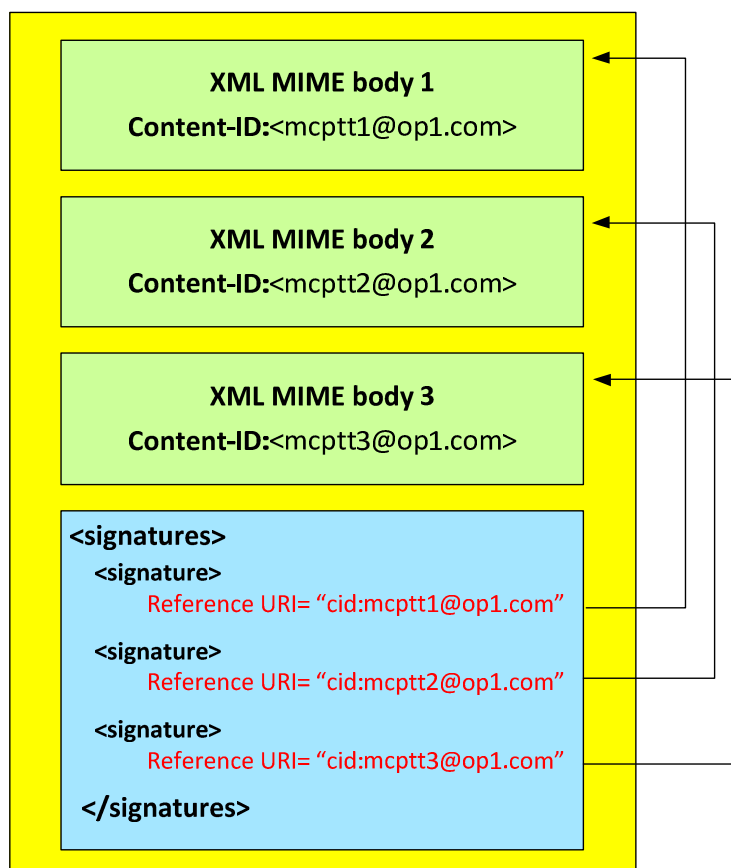 XML MIME body 1
Content-ID:<mcptt1@op1.com>
XML MIME body 2
Content-ID:<mcptt2@op1.com>
XML MIME body 3
Content-ID:<mcptt3@op1.com>
<signatures>
<signature>
Reference URI= “cid:mcptt1@op1.com”
<signature>
Reference URI= “cid:mcptt2@op1.com”
<signature>
Reference URI= “cid:mcptt3@op1.com”
</signatures>